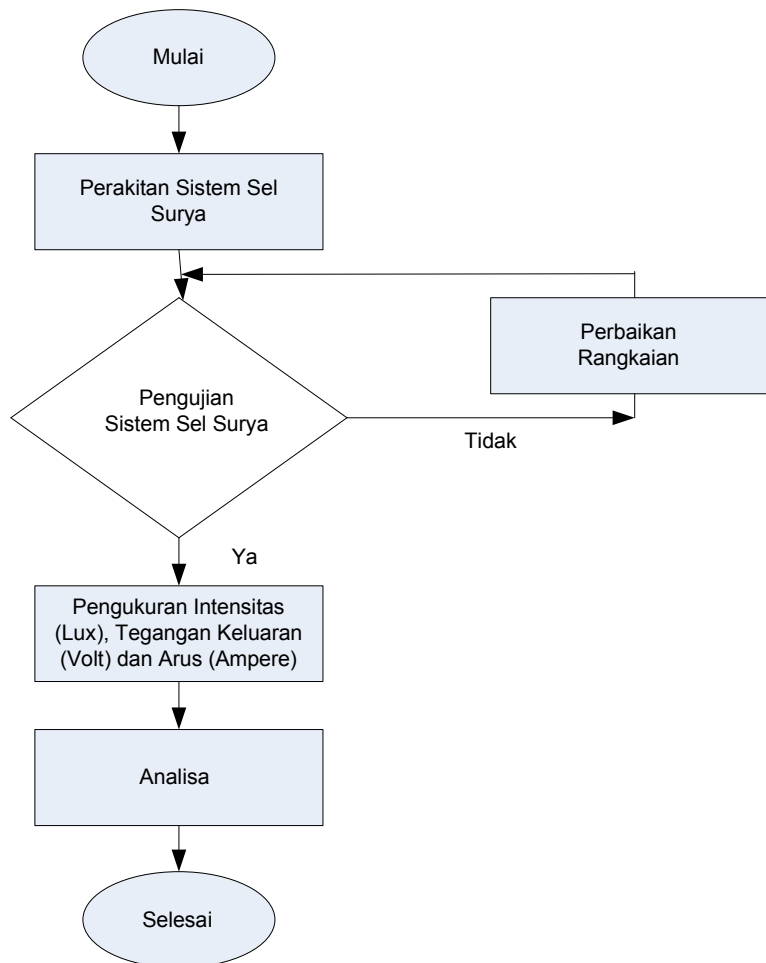 Mulai
Perakitan Sistem Sel
Surya
Perbaikan
Rangkaian
Pengujian
Sistem Sel Surya
Tidak
Ya
Pengukuran Intensitas
(Lux), Tegangan Keluaran
(Volt) dan Arus (Ampere)
Analisa
Selesai